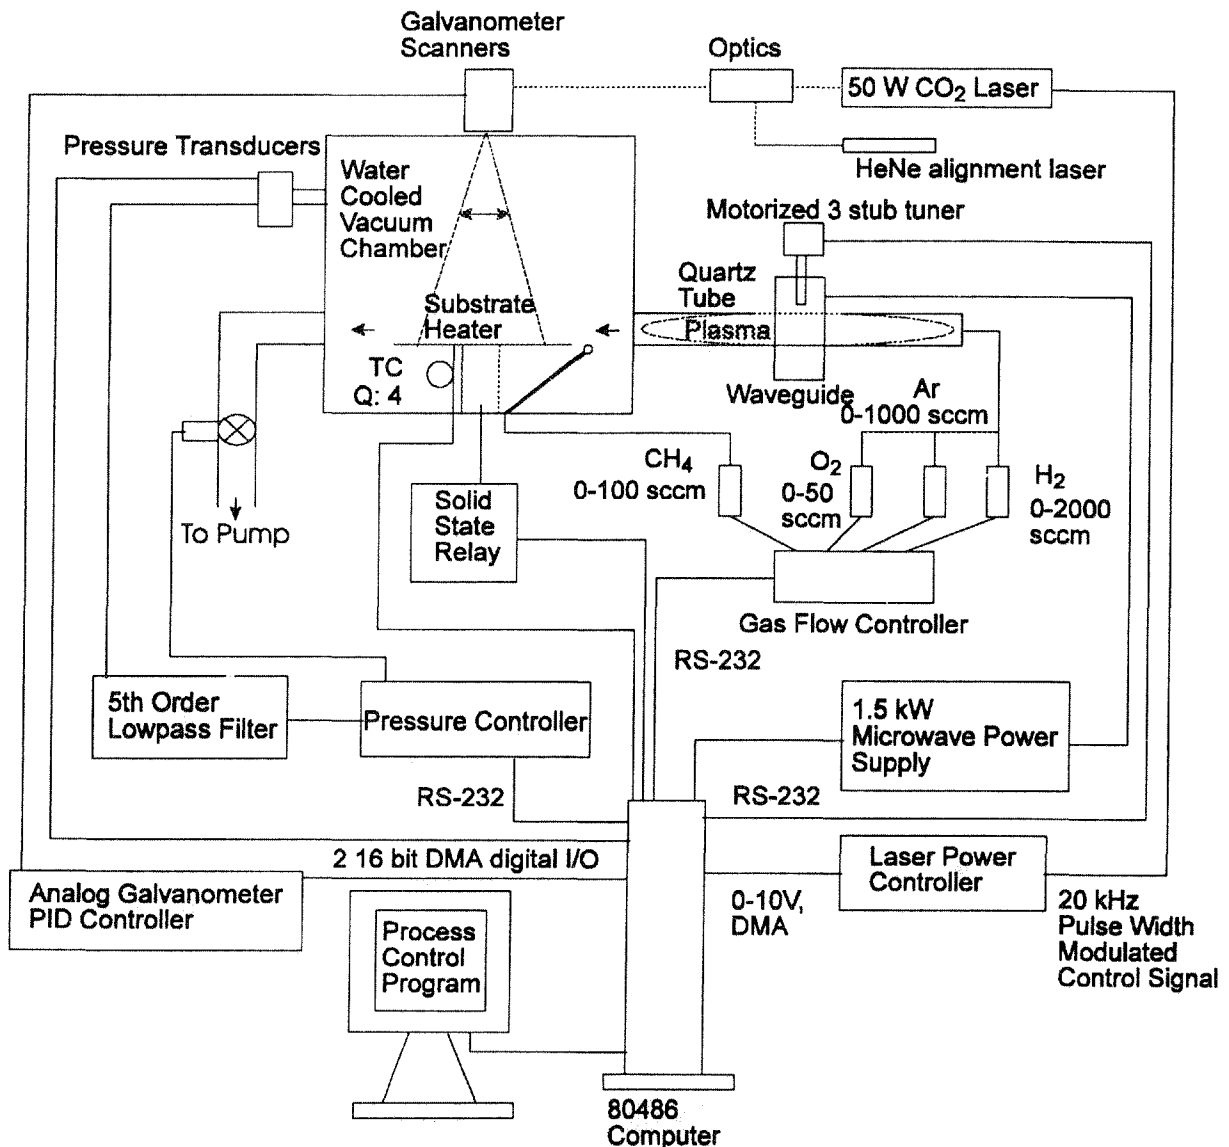 Galvanometer
Scanners
Optics
50 W CO₂ Laser
HeNe alignment laser
Pressure Transducers
Water
Cooled
Vacuum
Chamber
Motorized 3 stub tuner
Quartz
Tube
Plasma
Substrate
Heater
TC
Q: 4
Waveguide
Ar
0-1000 sccm
CH₄
0-100 sccm
O₂
0-50
sccm
H₂
0-2000
sccm
To Pump
Solid
State
Relay
Gas Flow Controller
RS-232
5th Order
Lowpass Filter
Pressure Controller
1.5 kW
Microwave Power
Supply
RS-232
RS-232
2 16 bit DMA digital I/O
Analog Galvanometer
PID Controller
Laser Power
Controller
0-10V,
DMA
20 kHz
Pulse Width
Modulated
Control Signal
Process
Control
Program
80486
Computer